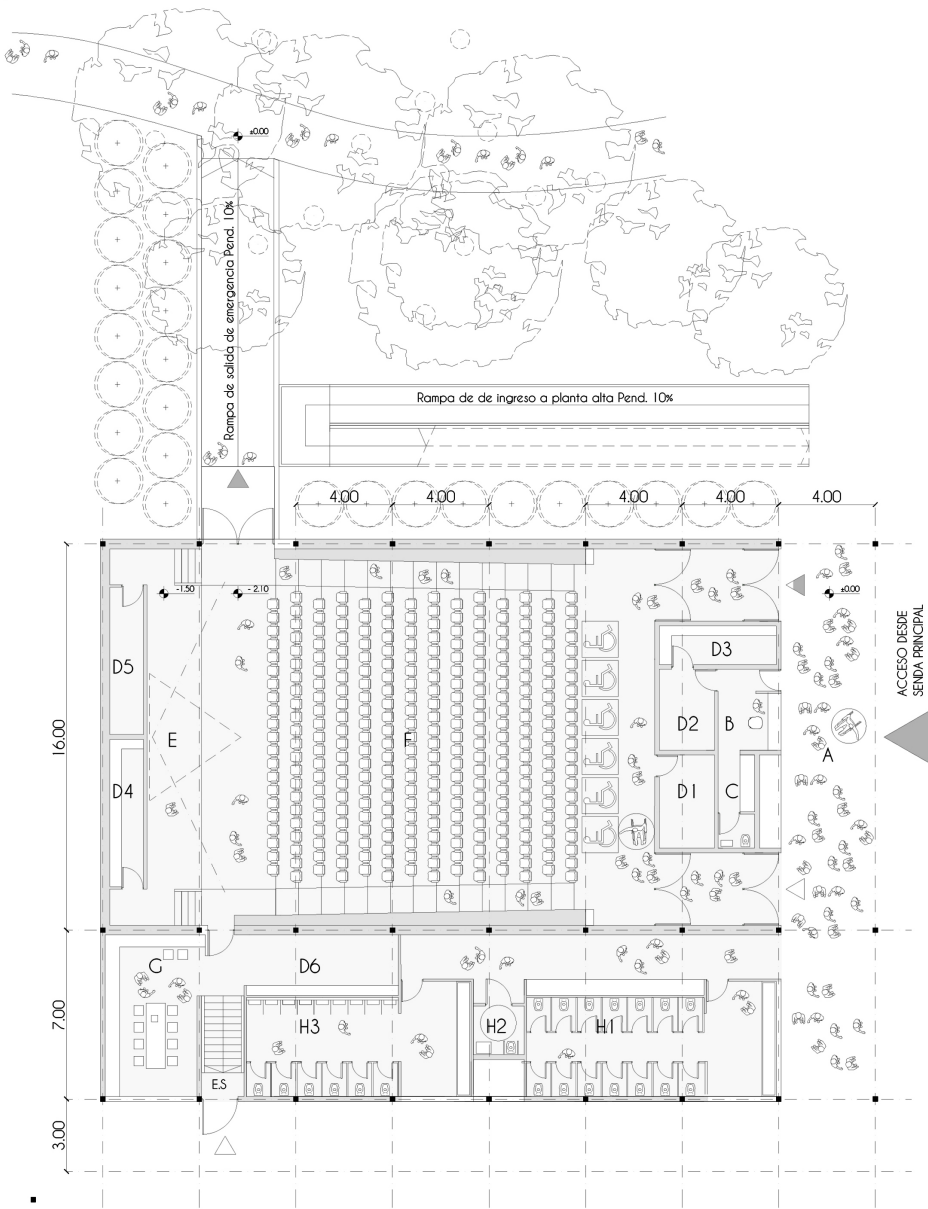 ±0.00
Rampa de salida de emergencia Pend. 10%
Rampa de de ingreso a planta alta Pend. 10%
4.00
4.00
4.00
4.00
4.00
-1.50
-2.10
±0.00
ACCESO DESDE
SENDA PRINCIPAL
D5
D3
16.00
E
F
D2
B
A
D4
D1
C
G
D6
7.00
H3
H2
H1
E.S
3.00